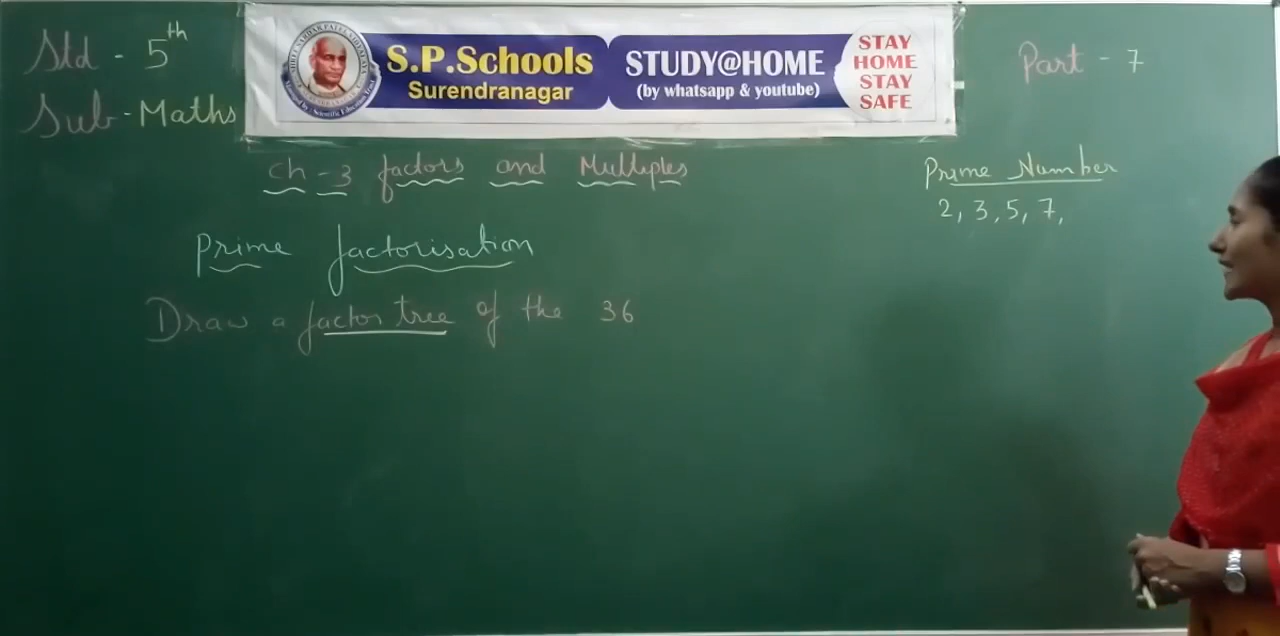 Std - 5th
Sub - Maths
S.P.Schools
Surendranagar
STUDY@HOME
(by whatsapp & youtube)
STAY
HOME
STAY
SAFE
Part - 7
Ch - 3 factors and Multiples
Prime Number
2, 3, 5, 7,
Prime factorisation
Draw a factor tree of the 36